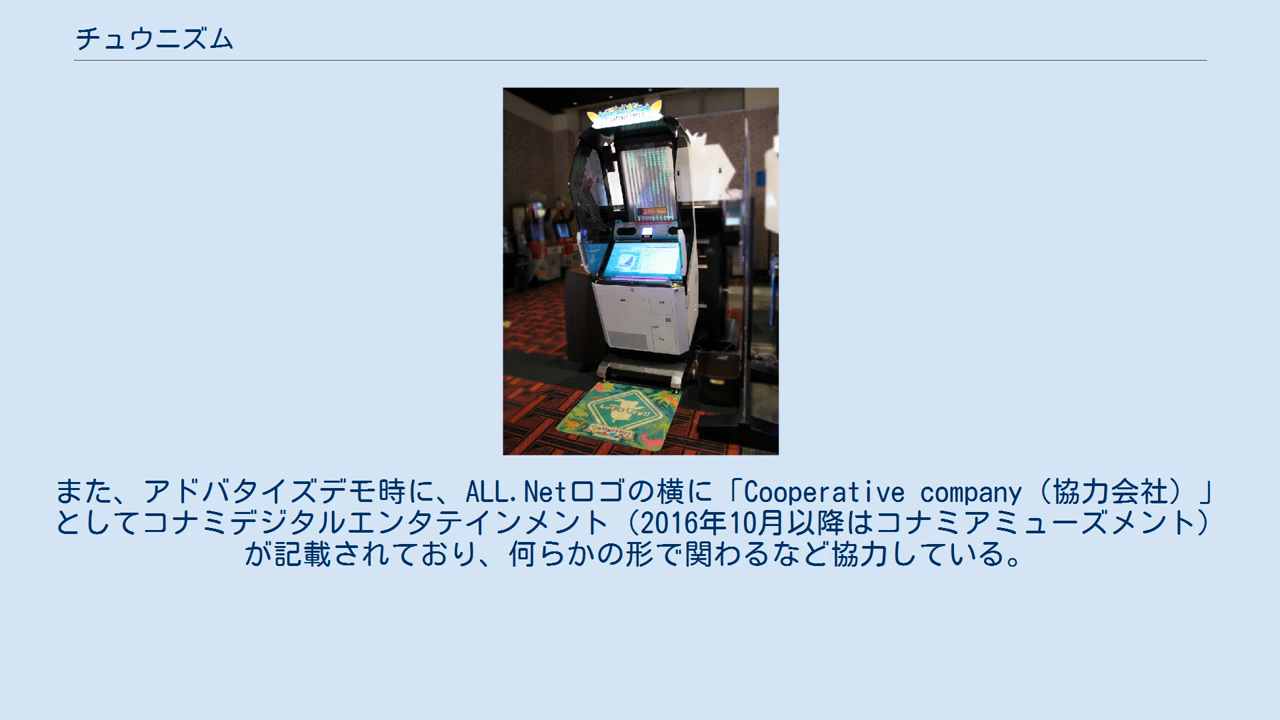 チュウニズム
また、アドバタイズデモ時に、ALL.Netロゴの横に「Cooperative company（協力会社）」
としてコナミデジタルエンタテインメント（2016年10月以降はコナミアミューズメント）
が記載されており、何らかの形で関わるなど協力している。